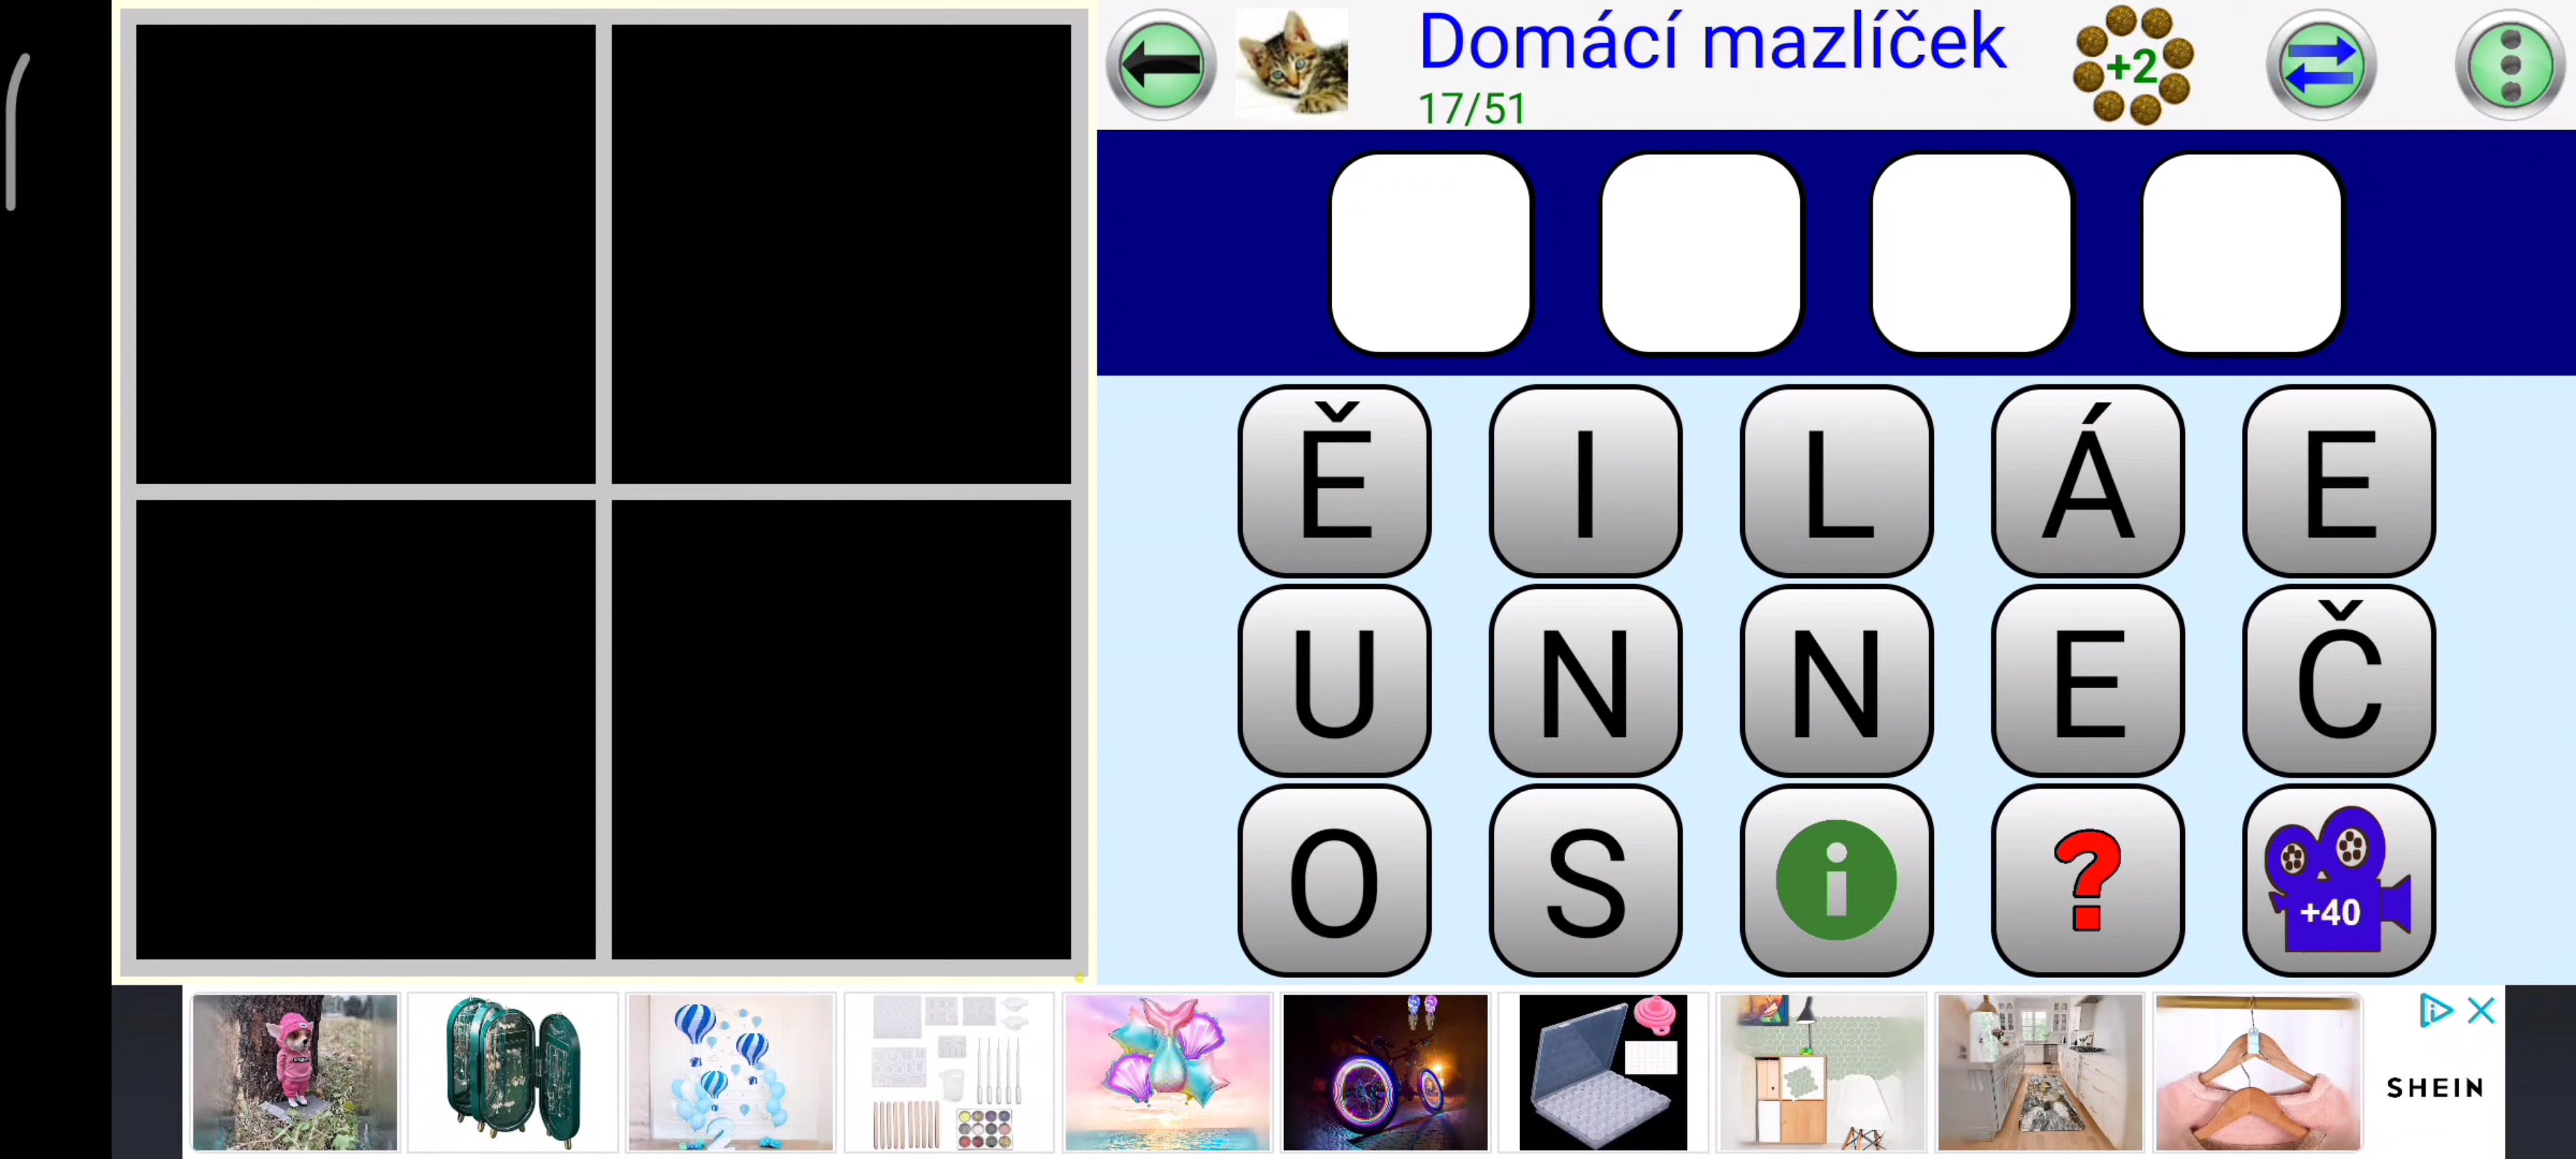 Domácí mazlíček
17/51
+2
Ě I L Á E
U N N E Č
O S i ?
+40
SHEIN